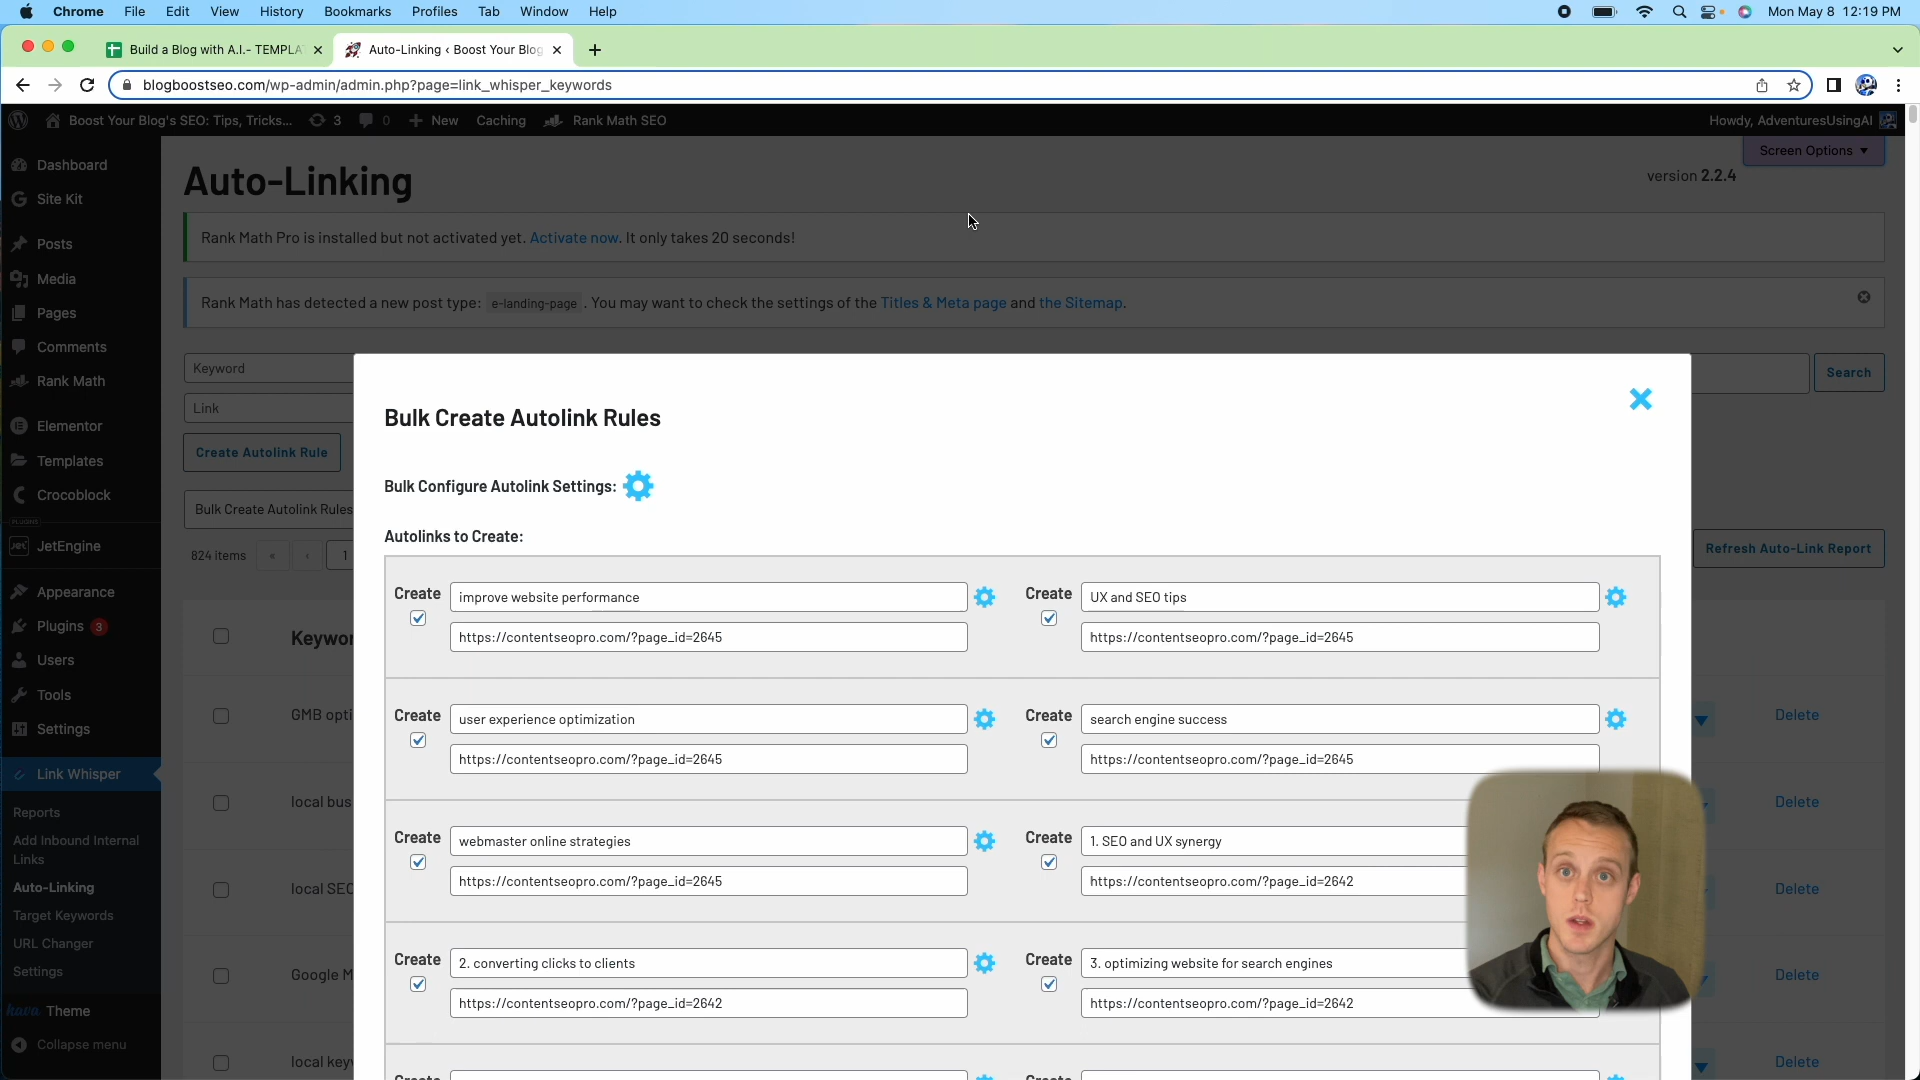 Chrome File Edit View History Bookmarks Profiles Tab Window Help Mon May 8 12:19 PM
Build a Blog with A.I.- TEMPLA Auto-Linking ‹ Boost Your Blog
blogboostseo.com/wp-admin/admin.php?page=link_whisper_keywords
Boost Your Blog's SEO: Tips, Tricks... 3 0 New Caching Rank Math SEO Howdy, AdventuresUsingAI
Screen Options
Dashboard
Site Kit
Posts
Media
Pages
Comments
Rank Math
Elementor
Templates
Crocoblock
PLUGINS
JetEngine
Appearance
Plugins 3
Users
Tools
Settings
Link Whisper
Reports
Add Inbound Internal
Links
Auto-Linking
Target Keywords
URL Changer
Settings
kava Theme
Collapse menu
Auto-Linking
version 2.2.4
Rank Math Pro is installed but not activated yet. Activate now. It only takes 20 seconds!
Rank Math has detected a new post type: e-landing-page . You may want to check the settings of the Titles & Meta page and the Sitemap.
Keyword
Search
Link
Create Autolink Rule
Bulk Create Autolink Rules
824 items « ‹ 1
Refresh Auto-Link Report
Keywor
GMB opti
Delete
local bus
Delete
local SEO
Delete
Google M
Delete
local key
Delete
Bulk Create Autolink Rules
Bulk Configure Autolink Settings:
Autolinks to Create:
Create improve website performance
https://contentseopro.com/?page_id=2645
Create UX and SEO tips
https://contentseopro.com/?page_id=2645
Create user experience optimization
https://contentseopro.com/?page_id=2645
Create search engine success
https://contentseopro.com/?page_id=2645
Create webmaster online strategies
https://contentseopro.com/?page_id=2645
Create 1. SEO and UX synergy
https://contentseopro.com/?page_id=2642
Create 2. converting clicks to clients
https://contentseopro.com/?page_id=2642
Create 3. optimizing website for search engines
https://contentseopro.com/?page_id=2642
Create
Create